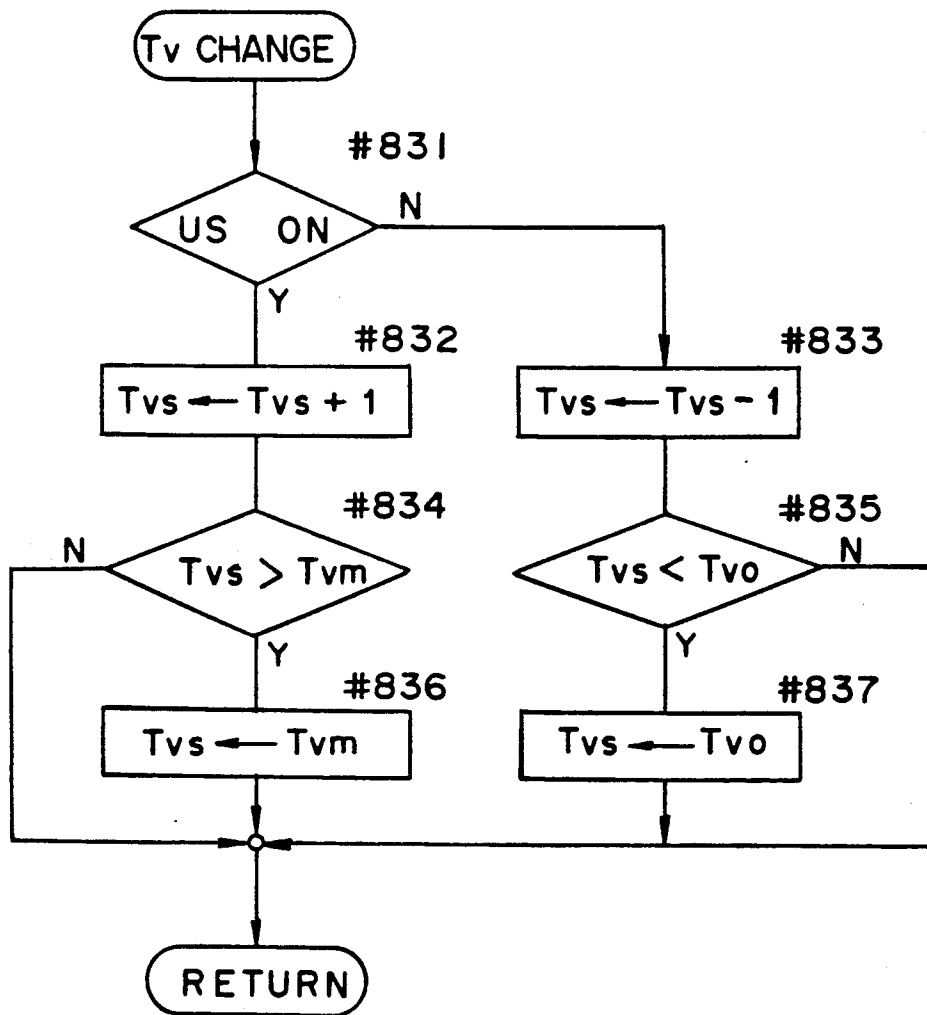 Tv CHANGE
#831
US ON
N
Y
#832
#833
Tvs ← Tvs + 1
Tvs ← Tvs - 1
#834
#835
N
Tvs > Tvm
Tvs < Tvo
N
Y
Y
#836
#837
Tvs ← Tvm
Tvs ← Tvo
RETURN